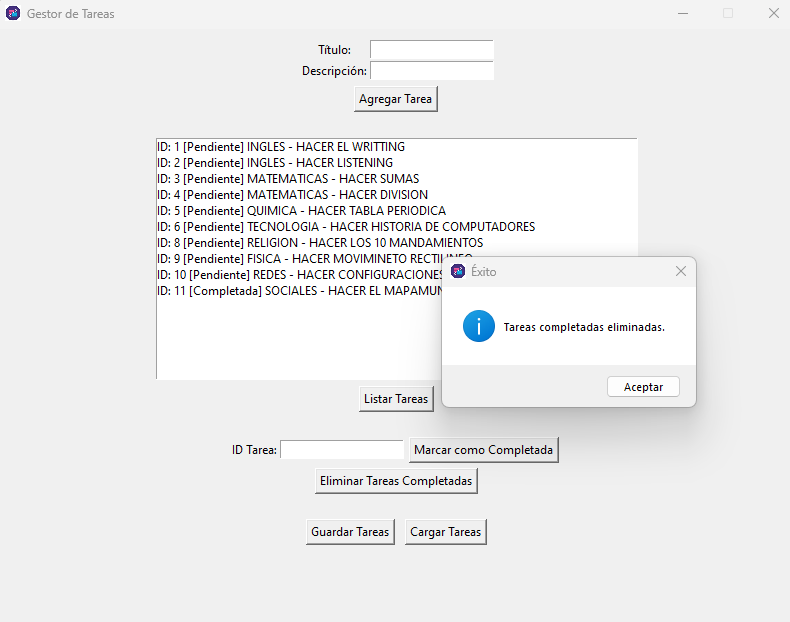 Gestor de Tareas
Título:
Descripción:
Agregar Tarea
ID: 1 [Pendiente] INGLES - HACER EL WRITTING
ID: 2 [Pendiente] INGLES - HACER LISTENING
ID: 3 [Pendiente] MATEMATICAS - HACER SUMAS
ID: 4 [Pendiente] MATEMATICAS - HACER DIVISION
ID: 5 [Pendiente] QUIMICA - HACER TABLA PERIODICA
ID: 6 [Pendiente] TECNOLOGIA - HACER HISTORIA DE COMPUTADORES
ID: 8 [Pendiente] RELIGION - HACER LOS 10 MANDAMIENTOS
ID: 9 [Pendiente] FISICA - HACER MOVIMINETO RECTILINEO
ID: 10 [Pendiente] REDES - HACER CONFIGURACIONES
ID: 11 [Completada] SOCIALES - HACER EL MAPAMUN
Éxito
Tareas completadas eliminadas.
Aceptar
Listar Tareas
ID Tarea:
Marcar como Completada
Eliminar Tareas Completadas
Guardar Tareas
Cargar Tareas